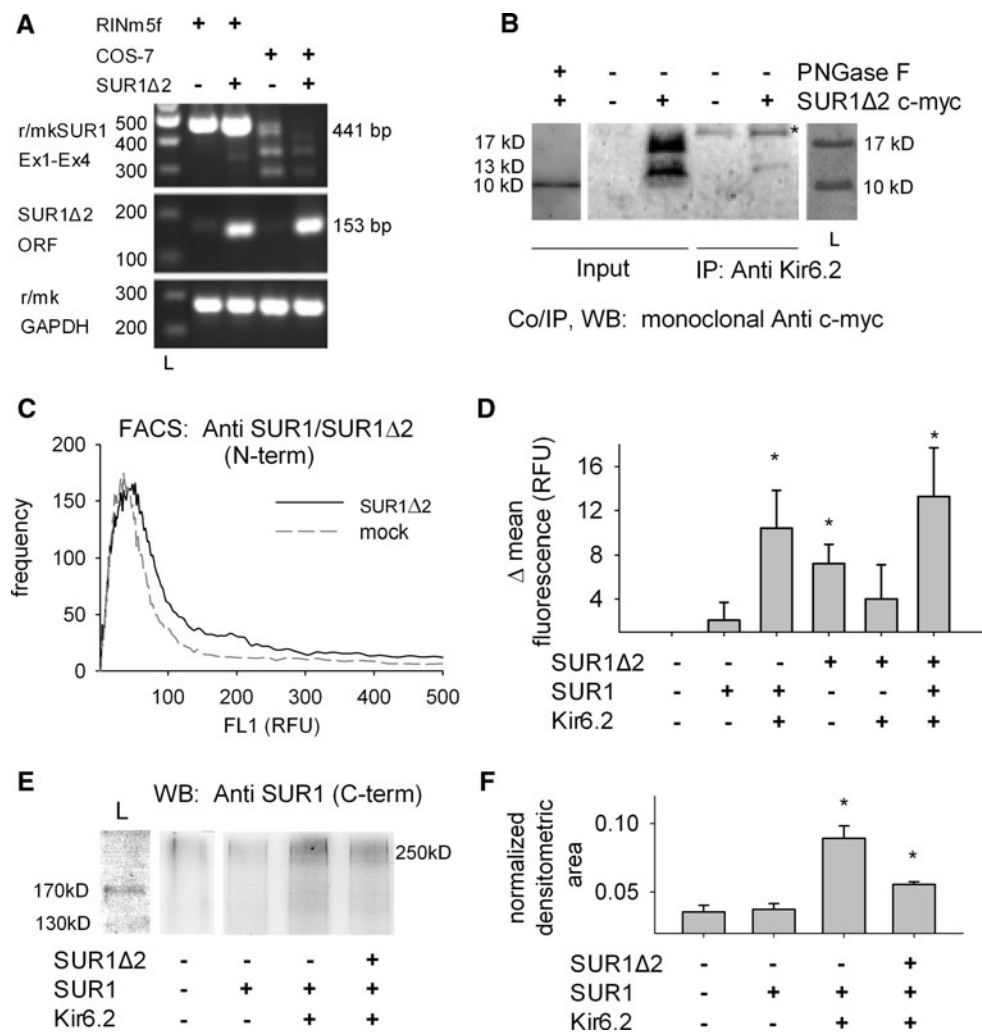 A
RINm5f + +
COS-7 + +
SUR1Δ2 - + - +
r/mkSUR1
Ex1-Ex4
500
400
300
441 bp
SUR1Δ2
ORF
200
100
153 bp
r/mk
GAPDH
300
200
L
B
+ - - - - PNGase F
+ - + - + SUR1Δ2 c-myc
17 kD
13 kD
10 kD
*
17 kD
10 kD
L
Input
IP: Anti Kir6.2
Co/IP, WB: monoclonal Anti c-myc
C
FACS: Anti SUR1/SUR1Δ2
(N-term)
SUR1Δ2
mock
frequency
200
150
100
50
0
100 200 300 400 500
FL1 (RFU)
D
Δ mean
fluorescence (RFU)
16
12
8
4
* * *
SUR1Δ2 - - - + + +
SUR1 - + + - - +
Kir6.2 - - + - + +
E
WB: Anti SUR1 (C-term)
L
170kD
130kD
250kD
SUR1Δ2 - - - +
SUR1 - + + +
Kir6.2 - - + +
F
normalized
densitometric
area
0.10
0.05
* *
SUR1Δ2 - - - +
SUR1 - + + +
Kir6.2 - - + +